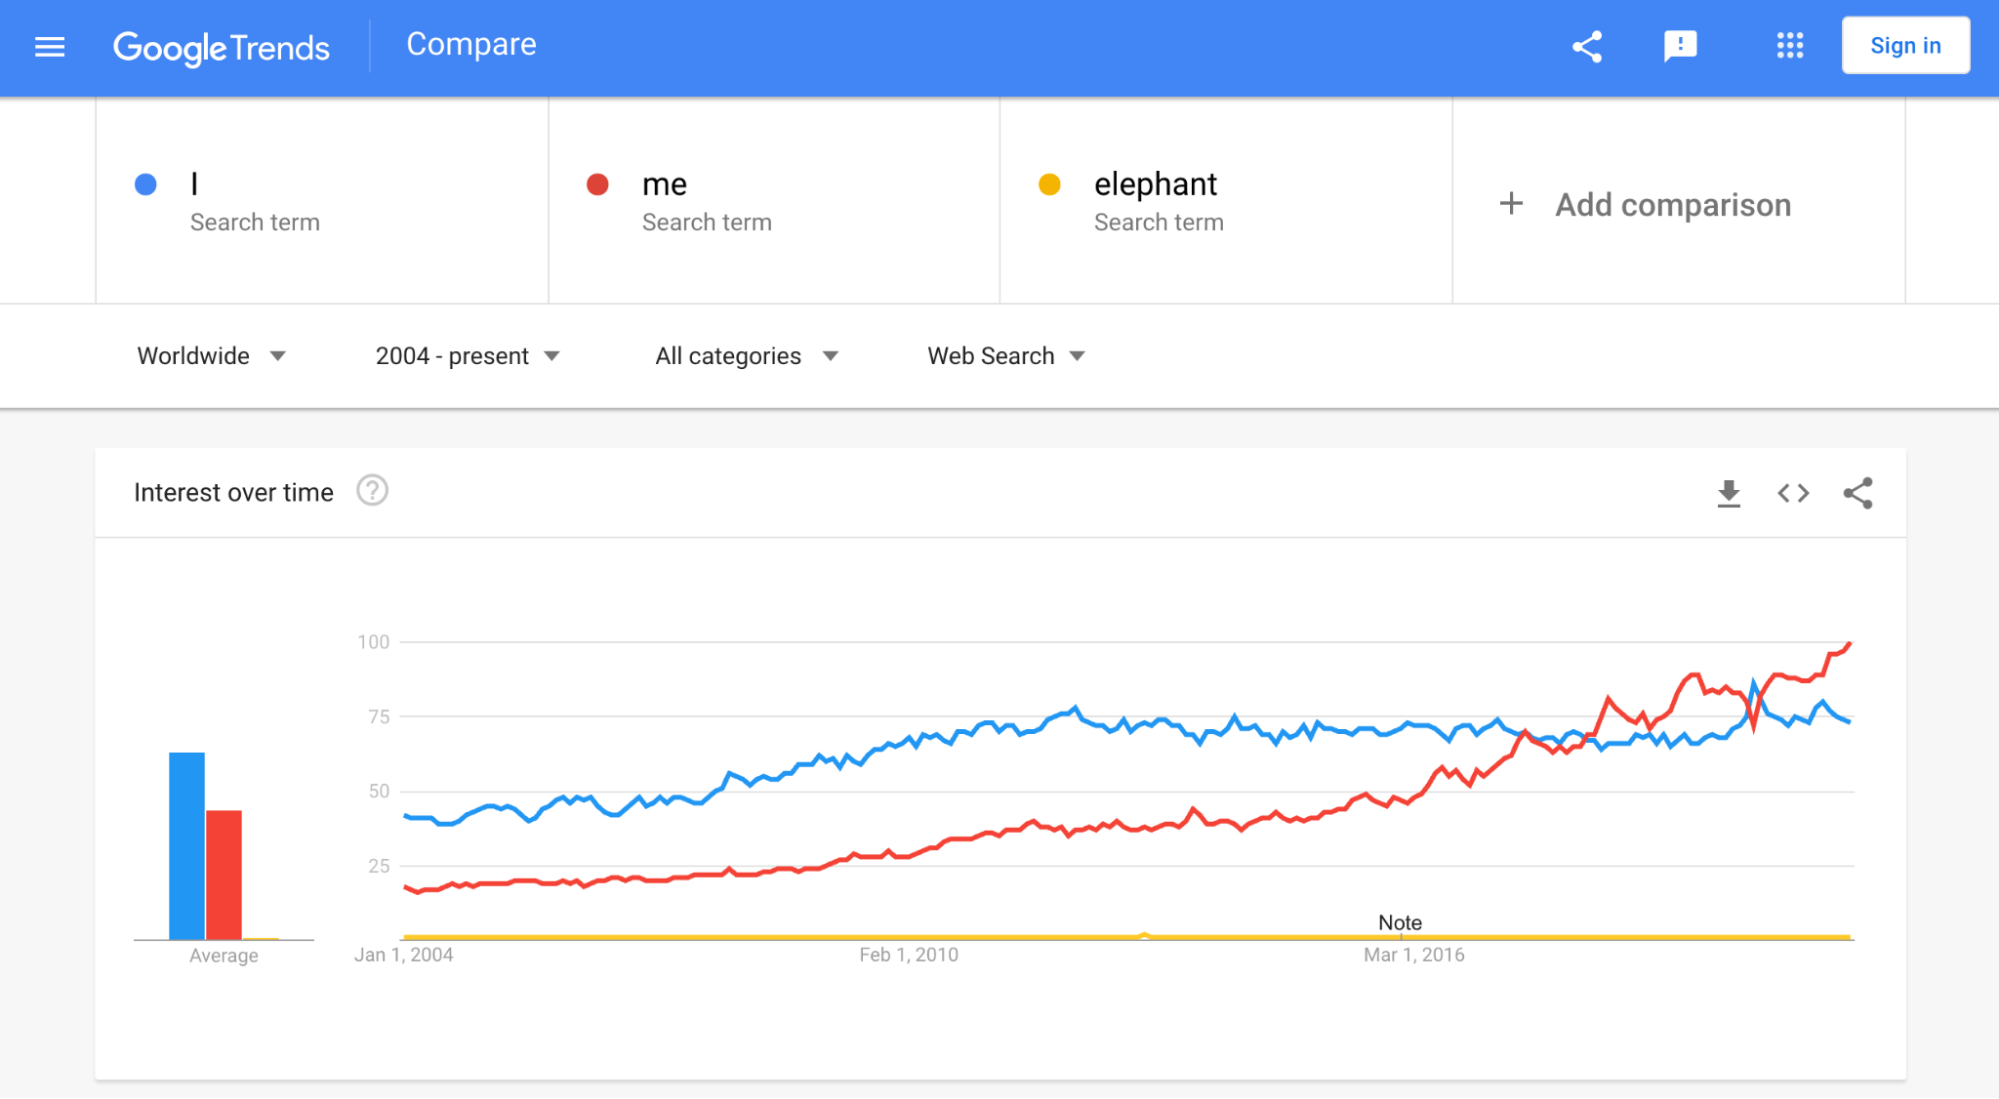 Google Trends Compare Sign in
I me elephant
Search term Search term Search term
+ Add comparison
Worldwide 2004 - present All categories Web Search
Interest over time ?
100
75
50
25
Note
Average Jan 1, 2004 Feb 1, 2010 Mar 1, 2016